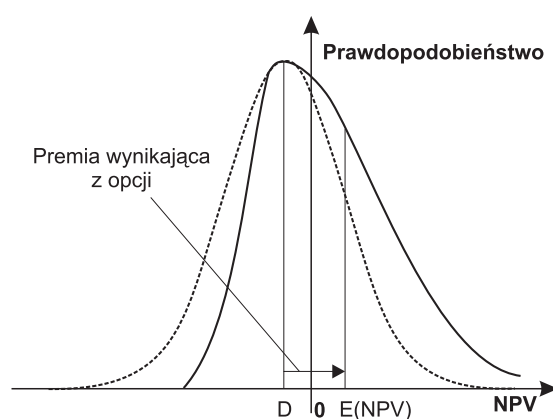 Prawdopodobieństwo
Premia wynikająca
z opcji
D 0 E(NPV) NPV